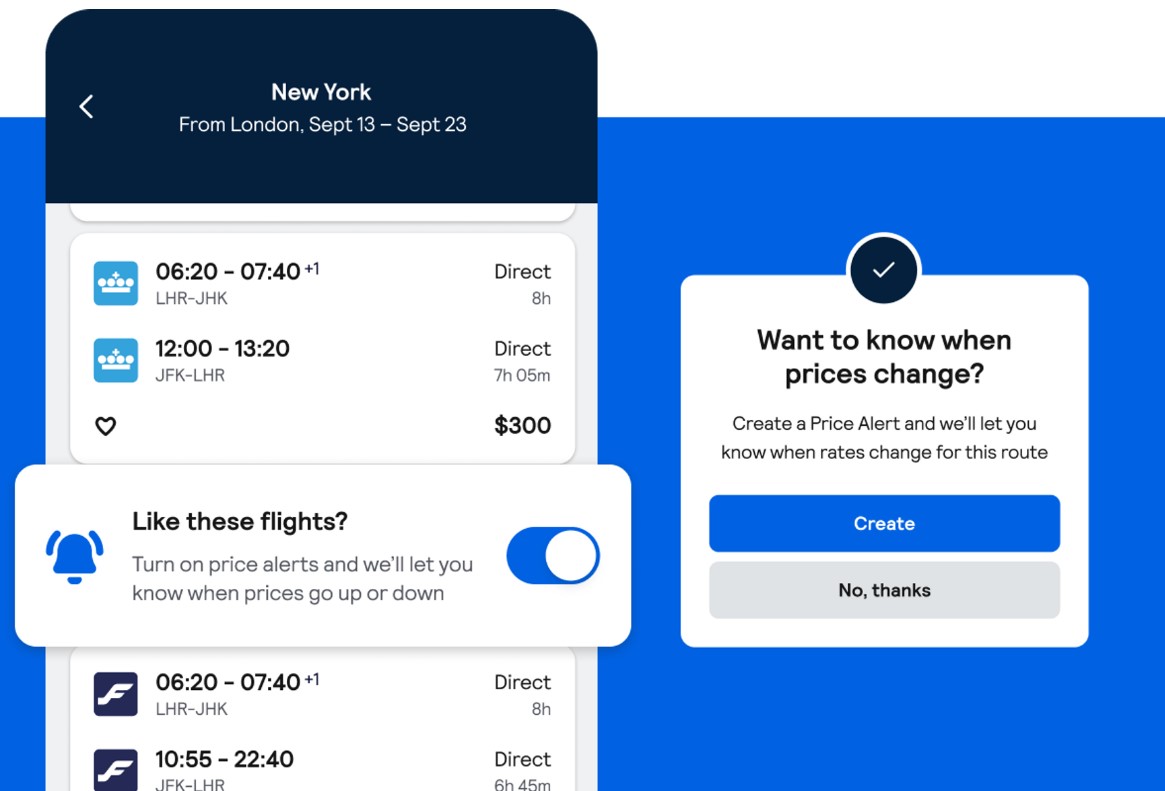 New York
From London, Sept 13 – Sept 23
06:20 – 07:40 +1
Direct
LHR–JHK
8h
12:00 – 13:20
Direct
JFK–LHR
7h 05m
$300
Like these flights?
Turn on price alerts and we’ll let you
know when prices go up or down
06:20 – 07:40 +1
Direct
LHR–JHK
8h
10:55 – 22:40
Direct
JFK–LHR
6h 45m
Want to know when
prices change?
Create a Price Alert and we’ll let you
know when rates change for this route
Create
No, thanks